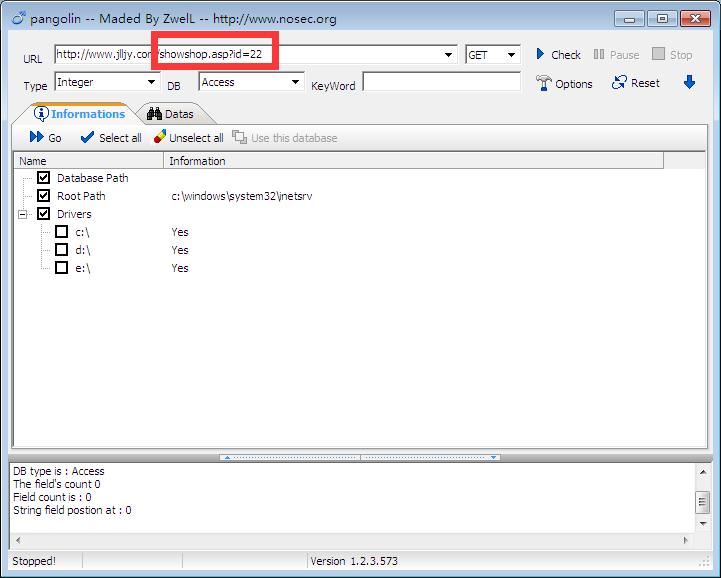 pangolin -- Maded By ZwelL -- http://www.nosec.org
URL http://www.jlljy.com/showshop.asp?id=22 GET Check Pause Stop
Type Integer DB Access KeyWord Options Reset
Informations Datas
Go Select all Unselect all Use this database
Name Information
Database Path
Root Path c:\windows\system32\inetsrv
Drivers
c:\ Yes
d:\ Yes
e:\ Yes
DB type is : Access
The field's count 0
Field count is : 0
String field postion at : 0
Stopped! Version 1.2.3.573